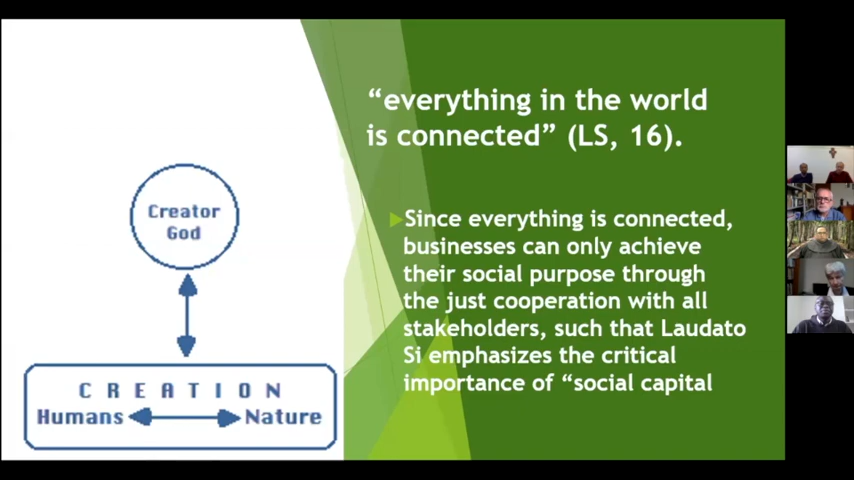 “everything in the world
is connected” (LS, 16).
Since everything is connected,
businesses can only achieve
their social purpose through
the just cooperation with all
stakeholders, such that Laudato
Si emphasizes the critical
importance of “social capital
Creator
God
CREATION
Humans
Nature